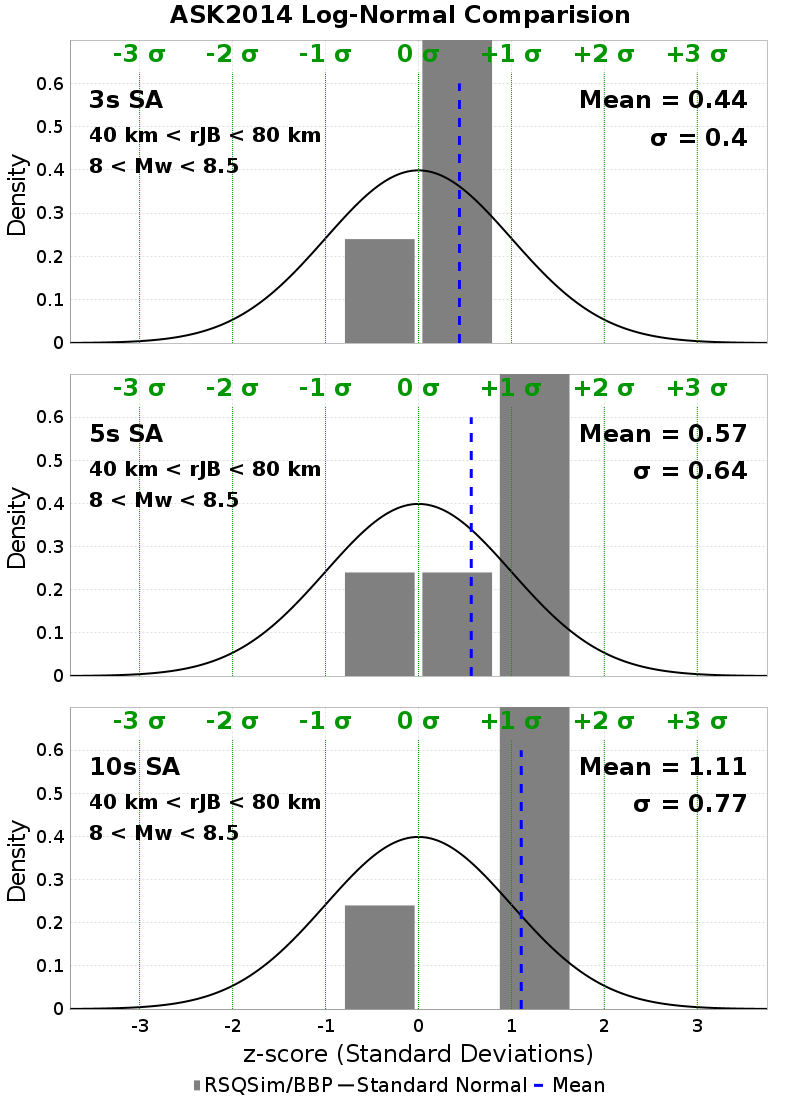 ASK2014 Log-Normal Comparision
-3 σ -2 σ -1 σ 0 σ +1 σ +2 σ +3 σ
3s SA
Mean = 0.44
40 km < rJB < 80 km
σ = 0.4
8 < Mw < 8.5
Density
0.6
0.5
0.4
0.3
0.2
0.1
0
-3 σ -2 σ -1 σ 0 σ +1 σ +2 σ +3 σ
5s SA
Mean = 0.57
40 km < rJB < 80 km
σ = 0.64
8 < Mw < 8.5
Density
0.6
0.5
0.4
0.3
0.2
0.1
0
-3 σ -2 σ -1 σ 0 σ +1 σ +2 σ +3 σ
10s SA
Mean = 1.11
40 km < rJB < 80 km
σ = 0.77
8 < Mw < 8.5
Density
0.6
0.5
0.4
0.3
0.2
0.1
0
-3 -2 -1 0 1 2 3
z-score (Standard Deviations)
RSQSim/BBP Standard Normal Mean